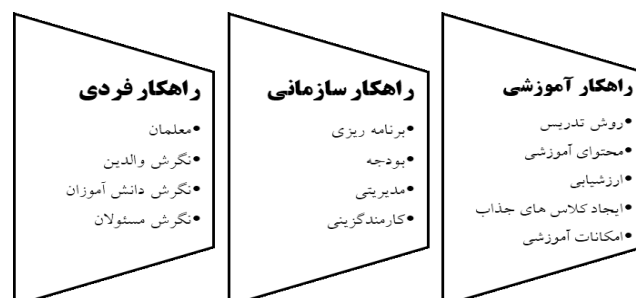 راهکار آموزشی
•روش تدریس
•محتوای آموزشی
•ارزشیابی
•ایجاد کلاس های جذاب
•امکانات آموزشی
راهکار سازمانی
•برنامه ریزی
•بودجه
•مدیریتی
•کارمندگزینی
راهکار فردی
•معلمان
•نگرش والدین
•نگرش دانش آموزان
•نگرش مسئولان